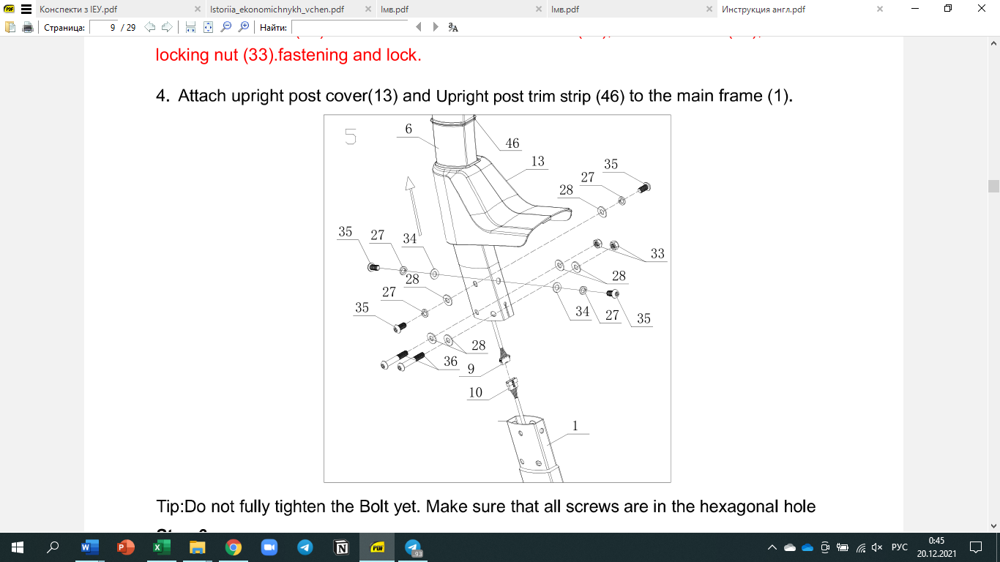 Конспекти з ІЕУ.pdf
Istoriia_ekonomichnykh_vchen.pdf
Імв.pdf
Імв.pdf
Инструкция англ.pdf
Страница: 9 / 29
Найти:
locking nut (33).fastening and lock.
4. Attach upright post cover(13) and Upright post trim strip (46) to the main frame (1).
5
6
46
13
35
27
28
35
27
34
33
28
28
27
35
34
27
35
28
36
9
10
1
Tip:Do not fully tighten the Bolt yet. Make sure that all screws are in the hexagonal hole
PDF
93
РУС
0:45
20.12.2021